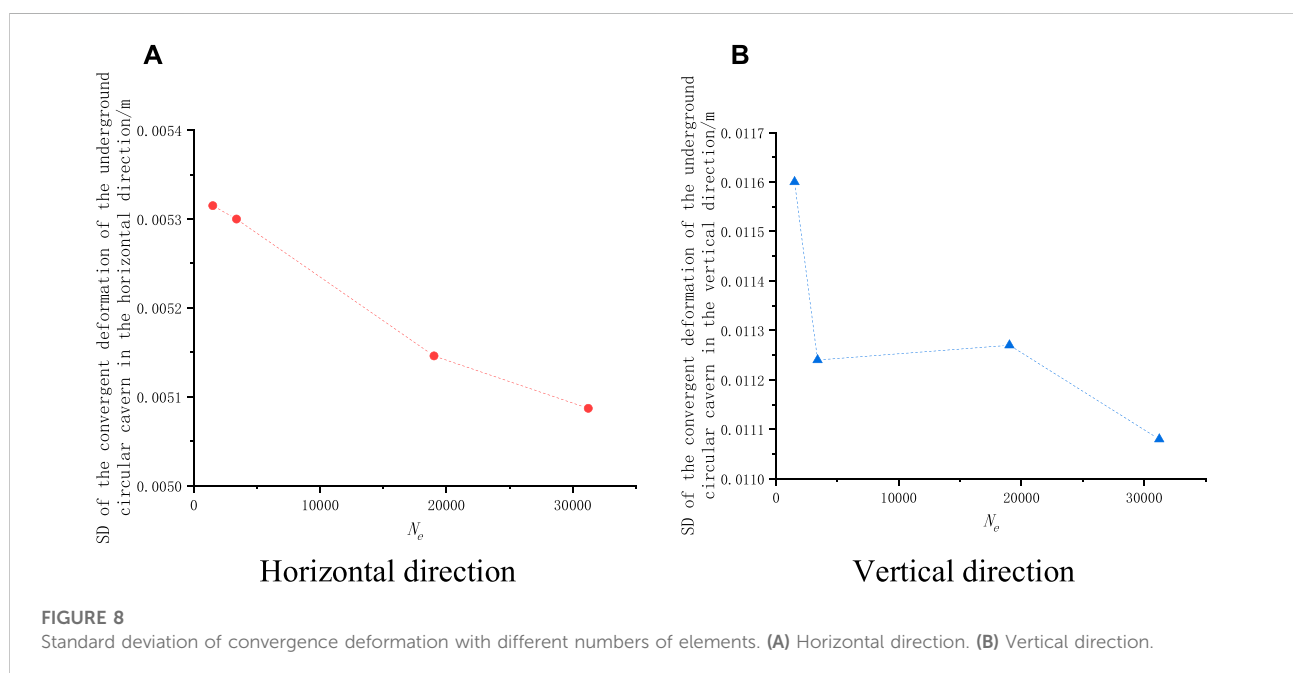 A
SD of the convergent deformation of the underground
circular cavern in the horizontal direction/m
0.0054
0.0053
0.0052
0.0051
0.0050
0
10000
20000
30000
Nₑ
Horizontal direction
B
SD of the convergent deformation of the underground
circular cavern in the vertical direction/m
0.0117
0.0116
0.0115
0.0114
0.0113
0.0112
0.0111
0.0110
0
10000
20000
30000
Nₑ
Vertical direction
FIGURE 8
Standard deviation of convergence deformation with different numbers of elements. (A) Horizontal direction. (B) Vertical direction.